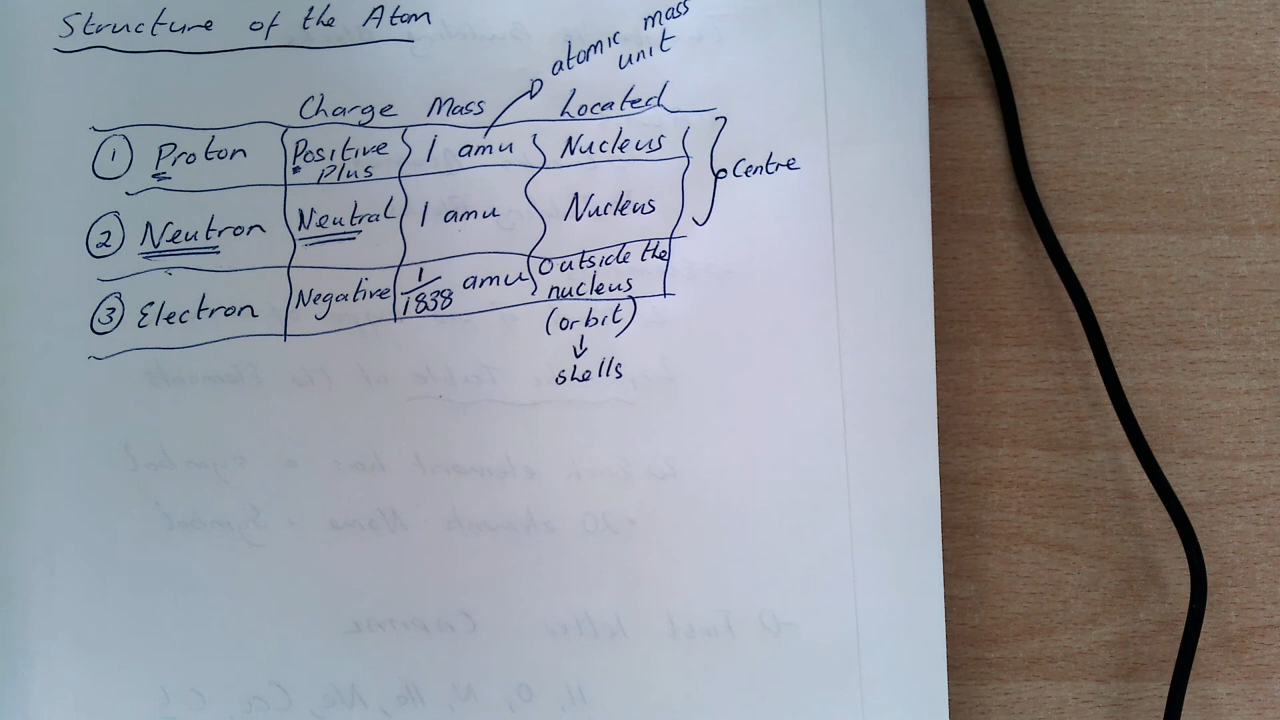 Structure of the Atom
atomic mass
unit
Charge Mass Located
① Proton Positive 1 amu Nucleus
Plus
centre
② Neutron Neutral 1 amu Nucleus
③ Electron Negative 1/1838 amu Outside the
nucleus
(orbit)
↓
shells